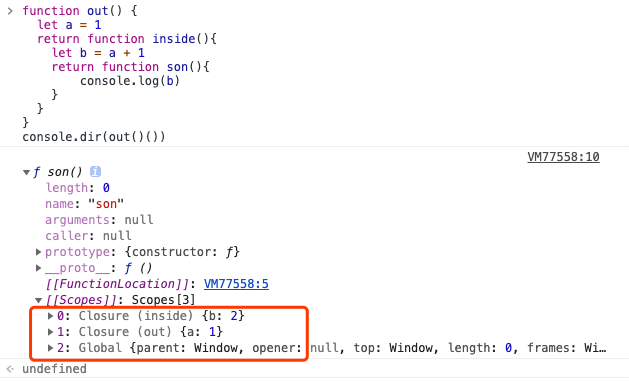 function out() {
let a = 1
return function inside(){
let b = a + 1
return function son(){
console.log(b)
}
}
}
console.dir(out()())
VM77558:10
ƒ son() i
length: 0
name: "son"
arguments: null
caller: null
prototype: {constructor: ƒ}
__proto__: ƒ ()
[[FunctionLocation]]: VM77558:5
[[Scopes]]: Scopes[3]
0: Closure (inside) {b: 2}
1: Closure (out) {a: 1}
2: Global {parent: Window, opener: null, top: Window, length: 0, frames: Wi…
undefined